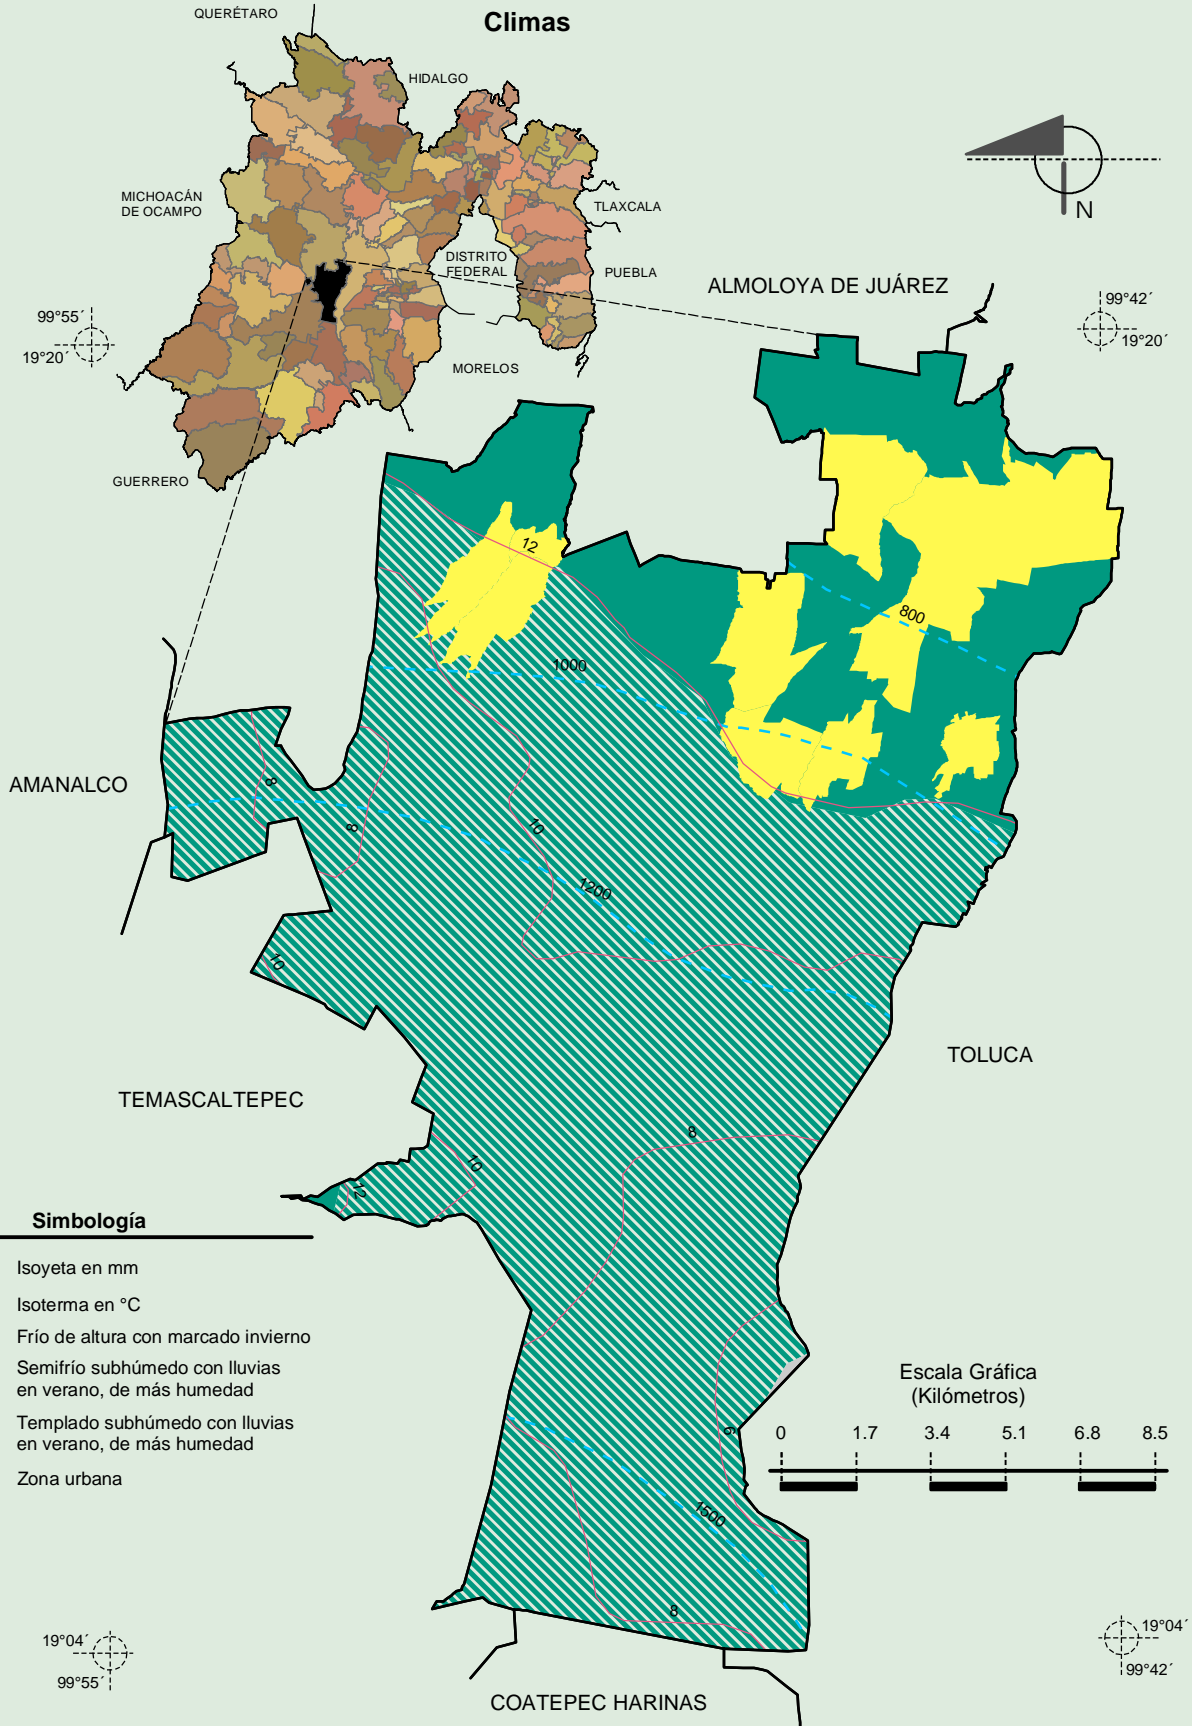 Climas
QUERÉTARO
HIDALGO
MICHOACÁN
DE OCAMPO
TLAXCALA
DISTRITO
FEDERAL
PUEBLA
MORELOS
GUERRERO
N
ALMOLOYA DE JUÁREZ
99°55´
19°20´
99°42´
19°20´
12
800
1000
AMANALCO
8
8
10
1200
10
TOLUCA
TEMASCALTEPEC
8
10
12
Simbología
Isoyeta en mm
Isoterma en °C
Frío de altura con marcado invierno
Semifrío subhúmedo con lluvias
en verano, de más humedad
Templado subhúmedo con lluvias
en verano, de más humedad
Zona urbana
Escala Gráfica
(Kilómetros)
0 1.7 3.4 5.1 6.8 8.5
6
1500
8
19°04´
99°55´
19°04´
99°42´
COATEPEC HARINAS